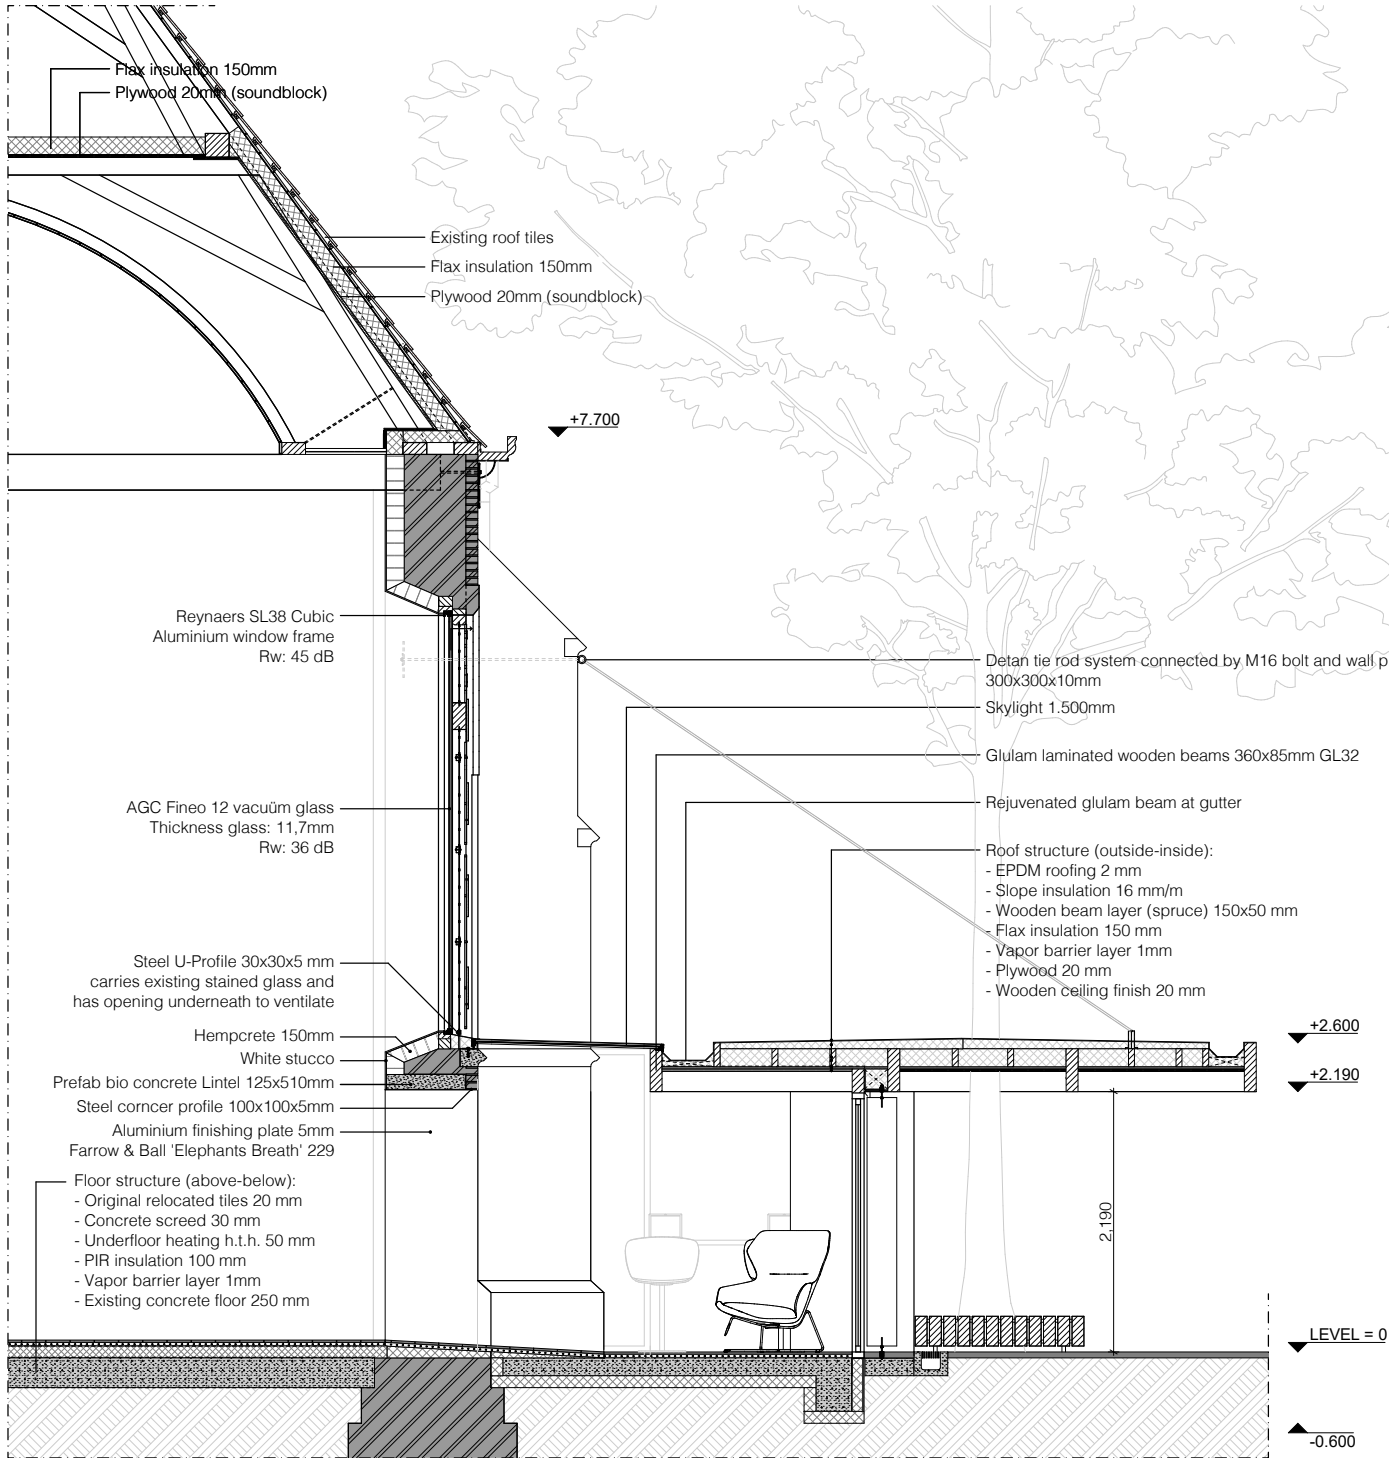 Flax insulation 150mm
Plywood 20mm (soundblock)
Existing roof tiles
Flax insulation 150mm
Plywood 20mm (soundblock)
+7.700
Reynaers SL38 Cubic
Aluminium window frame
Rw: 45 dB
Detan tie rod system connected by M16 bolt and wall p
300x300x10mm
Skylight 1.500mm
Glulam laminated wooden beams 360x85mm GL32
Rejuvenated glulam beam at gutter
AGC Fineo 12 vacuüm glass
Thickness glass: 11,7mm
Rw: 36 dB
Roof structure (outside-inside):
- EPDM roofing 2 mm
- Slope insulation 16 mm/m
- Wooden beam layer (spruce) 150x50 mm
- Flax insulation 150 mm
- Vapor barrier layer 1mm
- Plywood 20 mm
- Wooden ceiling finish 20 mm
Steel U-Profile 30x30x5 mm
carries existing stained glass and
has opening underneath to ventilate
Hempcrete 150mm
White stucco
Prefab bio concrete Lintel 125x510mm
Steel corncer profile 100x100x5mm
Aluminium finishing plate 5mm
Farrow & Ball 'Elephants Breath' 229
+2.600
+2.190
Floor structure (above-below):
- Original relocated tiles 20 mm
- Concrete screed 30 mm
- Underfloor heating h.t.h. 50 mm
- PIR insulation 100 mm
- Vapor barrier layer 1mm
- Existing concrete floor 250 mm
2,190
LEVEL = 0
-0.600